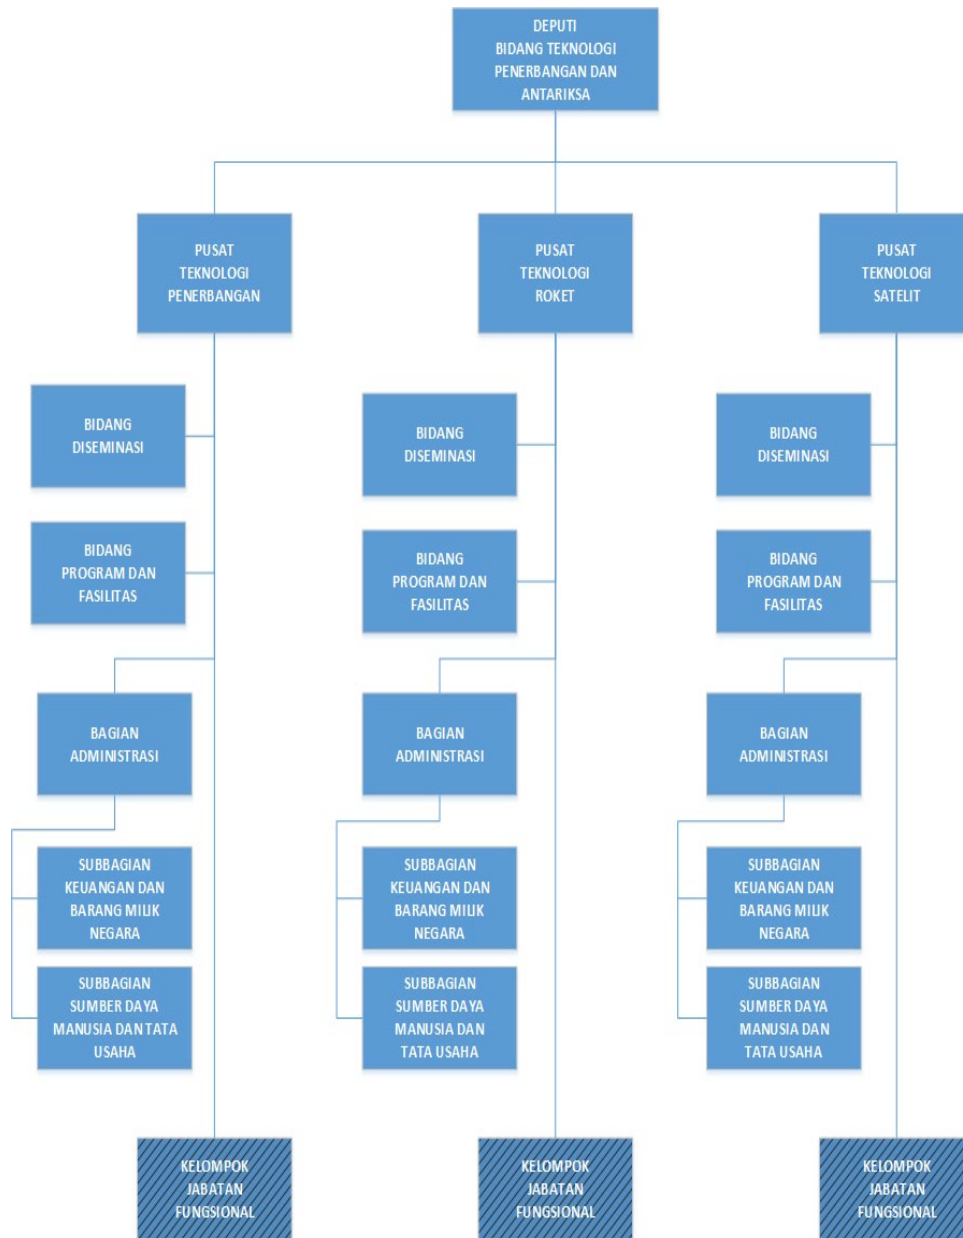 DEPUTI
BIDANG TEKNOLOGI
PENERBANGAN DAN
ANTARIKSA
PUSAT
TEKNOLOGI
PENERBANGAN
PUSAT
TEKNOLOGI
ROKET
PUSAT
TEKNOLOGI
SATELIT
BIDANG
DISEMINASI
BIDANG
DISEMINASI
BIDANG
DISEMINASI
BIDANG
PROGRAM DAN
FASILITAS
BIDANG
PROGRAM DAN
FASILITAS
BIDANG
PROGRAM DAN
FASILITAS
BAGIAN
ADMINISTRASI
BAGIAN
ADMINISTRASI
BAGIAN
ADMINISTRASI
SUBBAGIAN
KEUANGAN DAN
BARANG MILIK
NEGARA
SUBBAGIAN
KEUANGAN DAN
BARANG MILIK
NEGARA
SUBBAGIAN
KEUANGAN DAN
BARANG MILIK
NEGARA
SUBBAGIAN
SUMBER DAYA
MANUSIA DAN TATA
USAHA
SUBBAGIAN
SUMBER DAYA
MANUSIA DAN
TATA USAHA
SUBBAGIAN
SUMBER DAYA
MANUSIA DAN
TATA USAHA
KELOMPOK
JABATAN
FUNGSIONAL
KELOMPOK
JABATAN
FUNGSIONAL
KELOMPOK
JABATAN
FUNGSIONAL